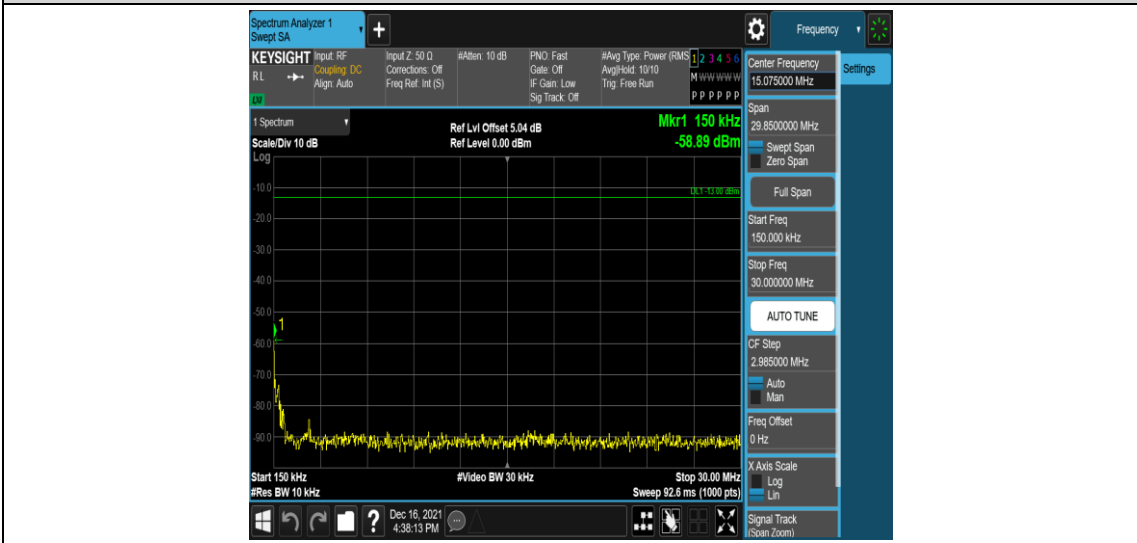 Spectrum Analyzer 1
Swept SA
+
Frequency
KEYSIGHT
RL
Input: RF
Coupling: DC
Align: Auto
Input Z: 50 Ω
Corrections: Off
Freq Ref: Int (S)
#Atten: 10 dB
PNO: Fast
Gate: Off
IF Gain: Low
Sig Track: Off
#Avg Type: Power (RMS
Avg|Hold: 10/10
Trig: Free Run
1 2 3 4 5 6
M W W W W W
P P P P P P
1 Spectrum
Scale/Div 10 dB
Log
Ref Lvl Offset 5.04 dB
Ref Level 0.00 dBm
Mkr1 150 kHz
-58.89 dBm
DL1 -13.00 dBm
-10.0
-20.0
-30.0
-40.0
-50.0
1
-60.0
-70.0
-80.0
-90.0
Start 150 kHz
#Video BW 30 kHz
Stop 30.00 MHz
#Res BW 10 kHz
Sweep 92.6 ms (1000 pts)
?
Dec 16, 2021
4:38:13 PM
Center Frequency
15.075000 MHz
Settings
Span
29.8500000 MHz
Swept Span
Zero Span
Full Span
Start Freq
150.000 kHz
Stop Freq
30.000000 MHz
AUTO TUNE
CF Step
2.985000 MHz
Auto
Man
Freq Offset
0 Hz
X Axis Scale
Log
Lin
Signal Track
(Span Zoom)